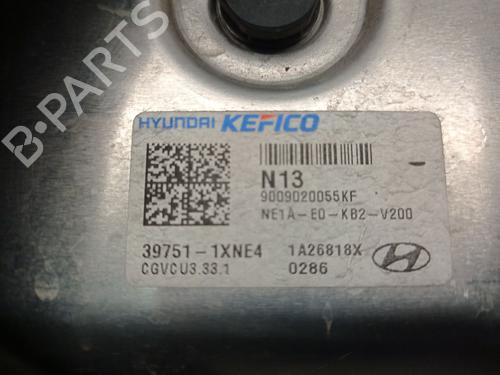 B-PARTS
HYUNDAI KEFICO
N13
9009020055KF
NE1A-E0-KB2-V200
39751-1XNE4 1A26818X
CGVCU3.33.1 0286